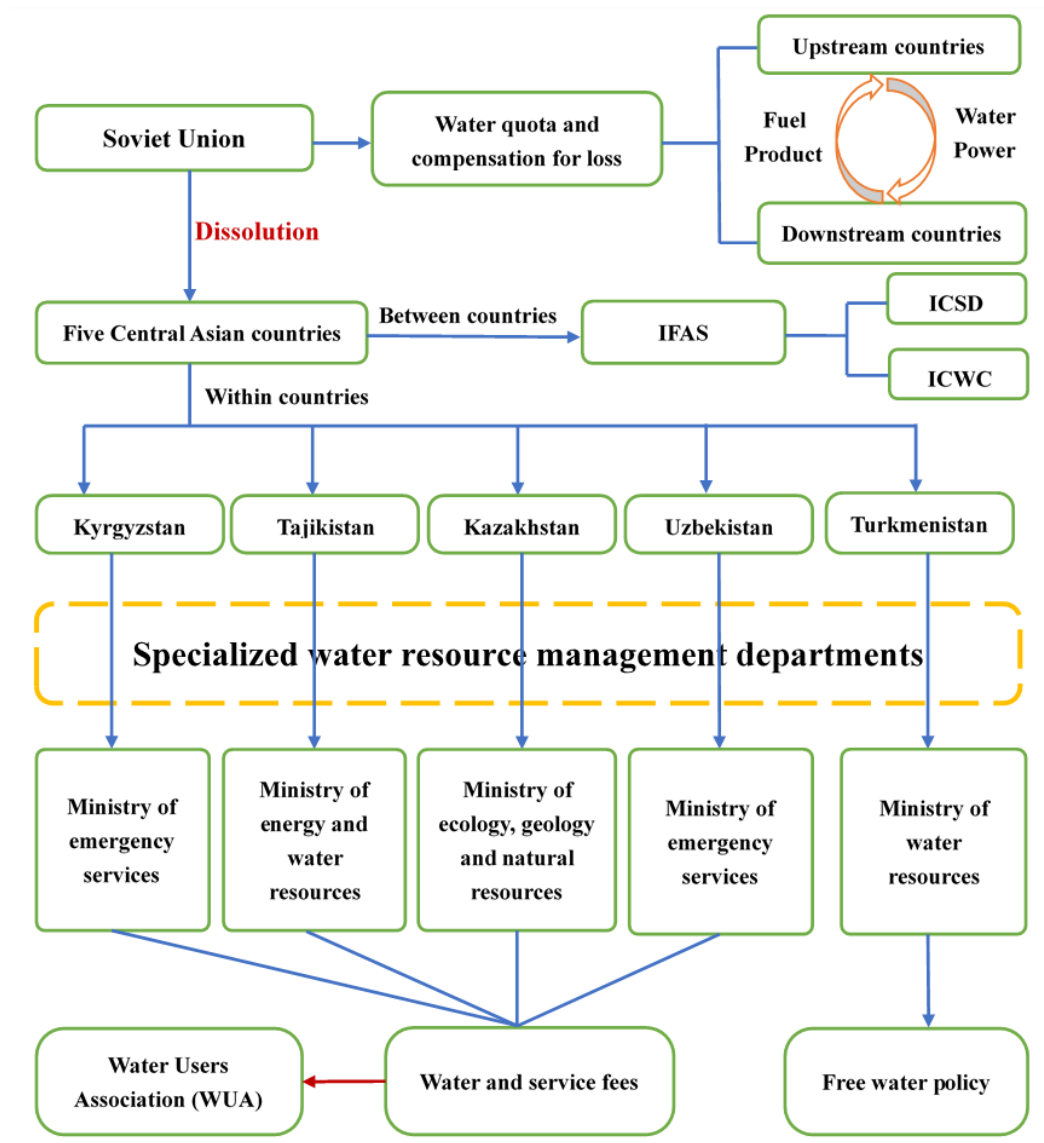 Upstream countries
Soviet Union
Water quota and
compensation for loss
Fuel
Product
Water
Power
Downstream countries
Dissolution
Five Central Asian countries
Between countries
IFAS
ICSD
ICWC
Within countries
Kyrgyzstan
Tajikistan
Kazakhstan
Uzbekistan
Turkmenistan
Specialized water resource management departments
Ministry of
emergency
services
Ministry of
energy and
water
resources
Ministry of
ecology, geology
and natural
resources
Ministry of
emergency
services
Ministry of
water
resources
Water Users
Association (WUA)
Water and service fees
Free water policy